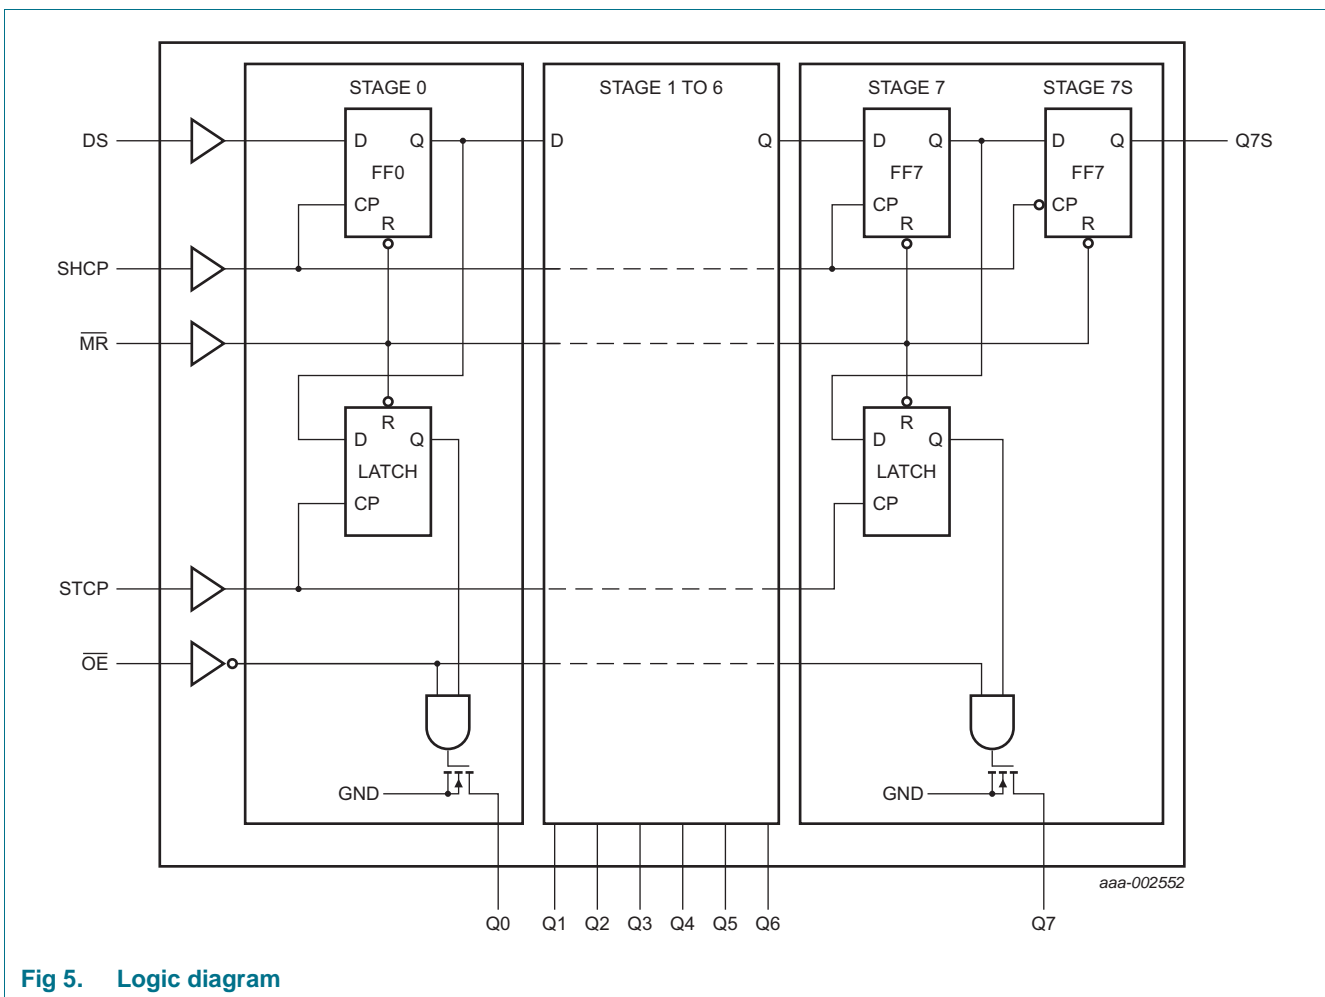 STAGE 0
STAGE 1 TO 6
STAGE 7
STAGE 7S
DS
D
Q
FF0
CP
R
D
Q
D
Q
FF7
CP
R
D
Q
FF7
CP
R
Q7S
SHCP
MR
R
D
Q
LATCH
CP
R
D
Q
LATCH
CP
STCP
OE
GND
GND
aaa-002552
Q0
Q1
Q2
Q3
Q4
Q5
Q6
Q7
Fig 5. Logic diagram